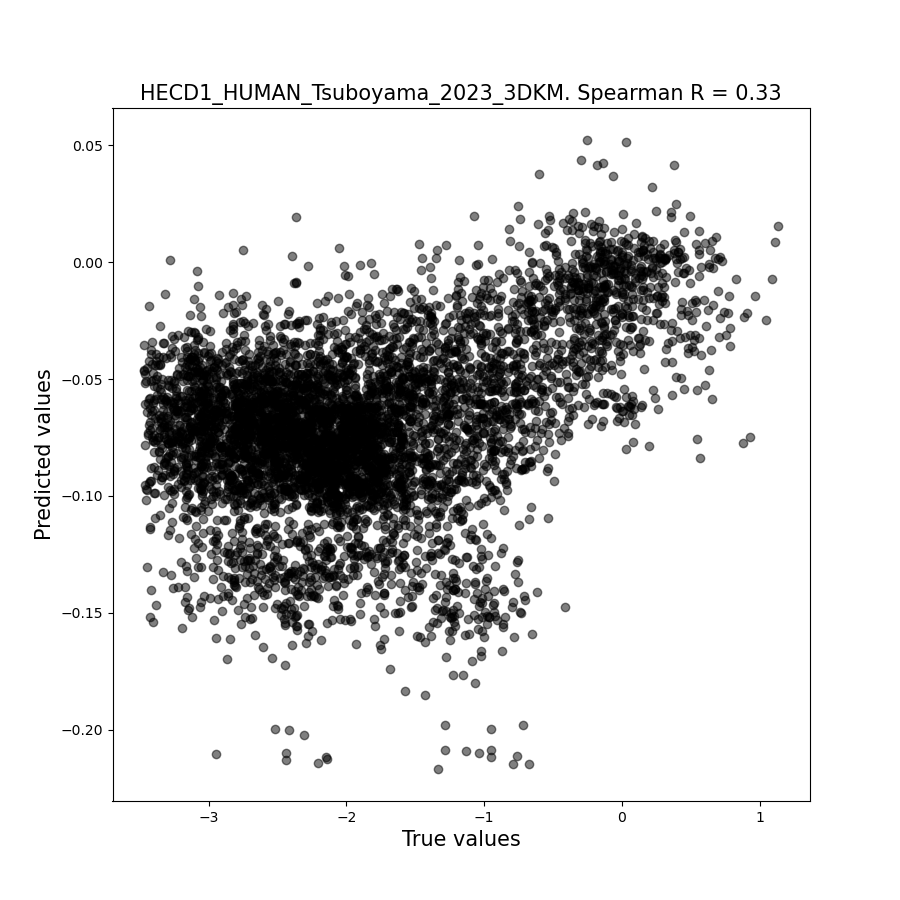 HECD1_HUMAN_Tsuboyama_2023_3DKM. Spearman R = 0.33
0.05
0.00
−0.05
−0.10
−0.15
−0.20
Predicted values
−3 −2 −1 0 1
True values